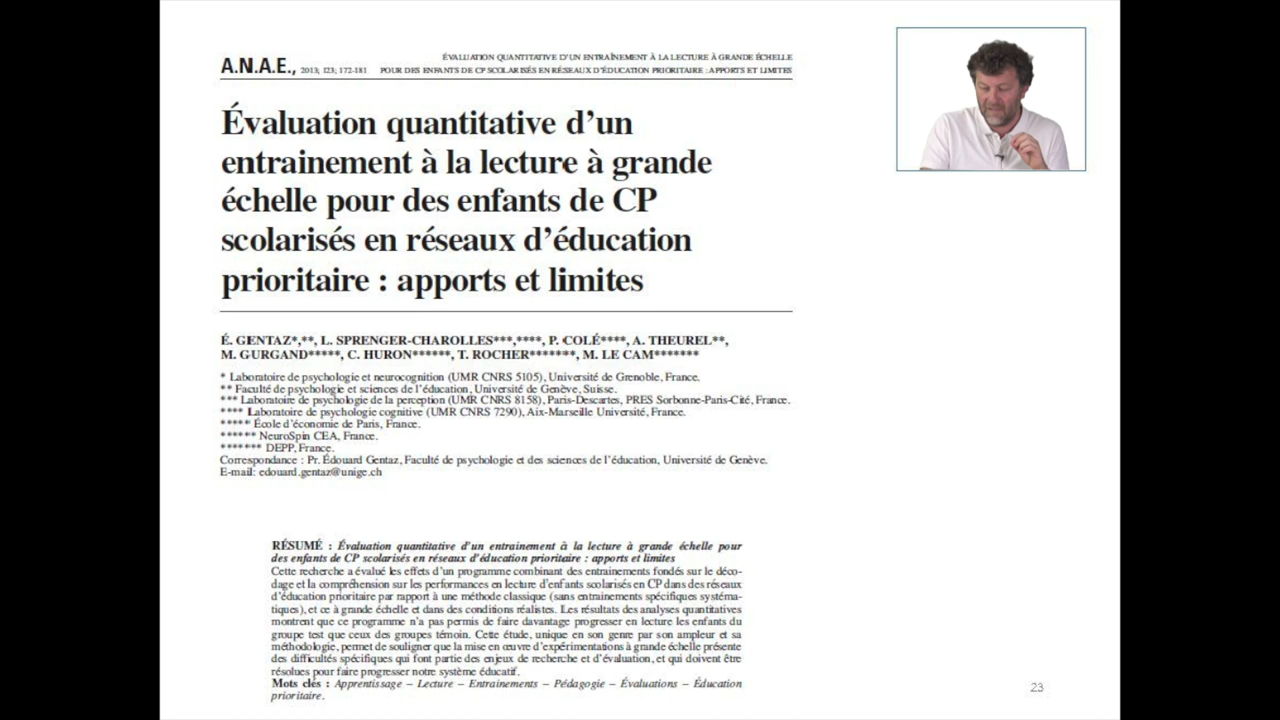 A.N.A.E., 2013; 123; 172-181
ÉVALUATION QUANTITATIVE D'UN ENTRAÎNEMENT À LA LECTURE À GRANDE ÉCHELLE
POUR DES ENFANTS DE CP SCOLARISÉS EN RÉSEAUX D'ÉDUCATION PRIORITAIRE : APPORTS ET LIMITES
Évaluation quantitative d’un
entrainement à la lecture à grande
échelle pour des enfants de CP
scolarisés en réseaux d’éducation
prioritaire : apports et limites
É. GENTAZ*,**, L. SPRENGER-CHAROLLES***,****, P. COLÉ****, A. THEUREL**,
M. GURGAND*****, C. HURON******, T. ROCHER*******, M. LE CAM*******
* Laboratoire de psychologie et neurocognition (UMR CNRS 5105), Université de Grenoble, France.
** Faculté de psychologie et sciences de l’éducation, Université de Genève, Suisse.
*** Laboratoire de psychologie de la perception (UMR CNRS 8158), Paris-Descartes, PRES Sorbonne-Paris-Cité, France.
**** Laboratoire de psychologie cognitive (UMR CNRS 7290), Aix-Marseille Université, France.
***** École d’économie de Paris, France.
****** NeuroSpin CEA, France.
******* DEPP, France.
Correspondance : Pr. Édouard Gentaz, Faculté de psychologie et des sciences de l’éducation, Université de Genève.
E-mail: edouard.gentaz@unige.ch
RÉSUMÉ : Évaluation quantitative d’un entrainement à la lecture à grande échelle pour
des enfants de CP scolarisés en réseaux d’éducation prioritaire : apports et limites
Cette recherche a évalué les effets d’un programme combinant des entrainements fondés sur le déco-
dage et la compréhension sur les performances en lecture d’enfants scolarisés en CP dans des réseaux
d’éducation prioritaire par rapport à une méthode classique (sans entrainements spécifiques systéma-
tiques), et ce à grande échelle et dans des conditions réalistes. Les résultats des analyses quantitatives
montrent que ce programme n’a pas permis de faire davantage progresser en lecture les enfants du
groupe test que ceux des groupes témoin. Cette étude, unique en son genre par son ampleur et sa
méthodologie, permet de souligner que la mise en œuvre d’expérimentations à grande échelle présente
des difficultés spécifiques qui font partie des enjeux de recherche et d’évaluation, et qui doivent être
résolues pour faire progresser notre système éducatif.
Mots clés : Apprentissage – Lecture – Entrainements – Pédagogie – Évaluations – Éducation
prioritaire.
23